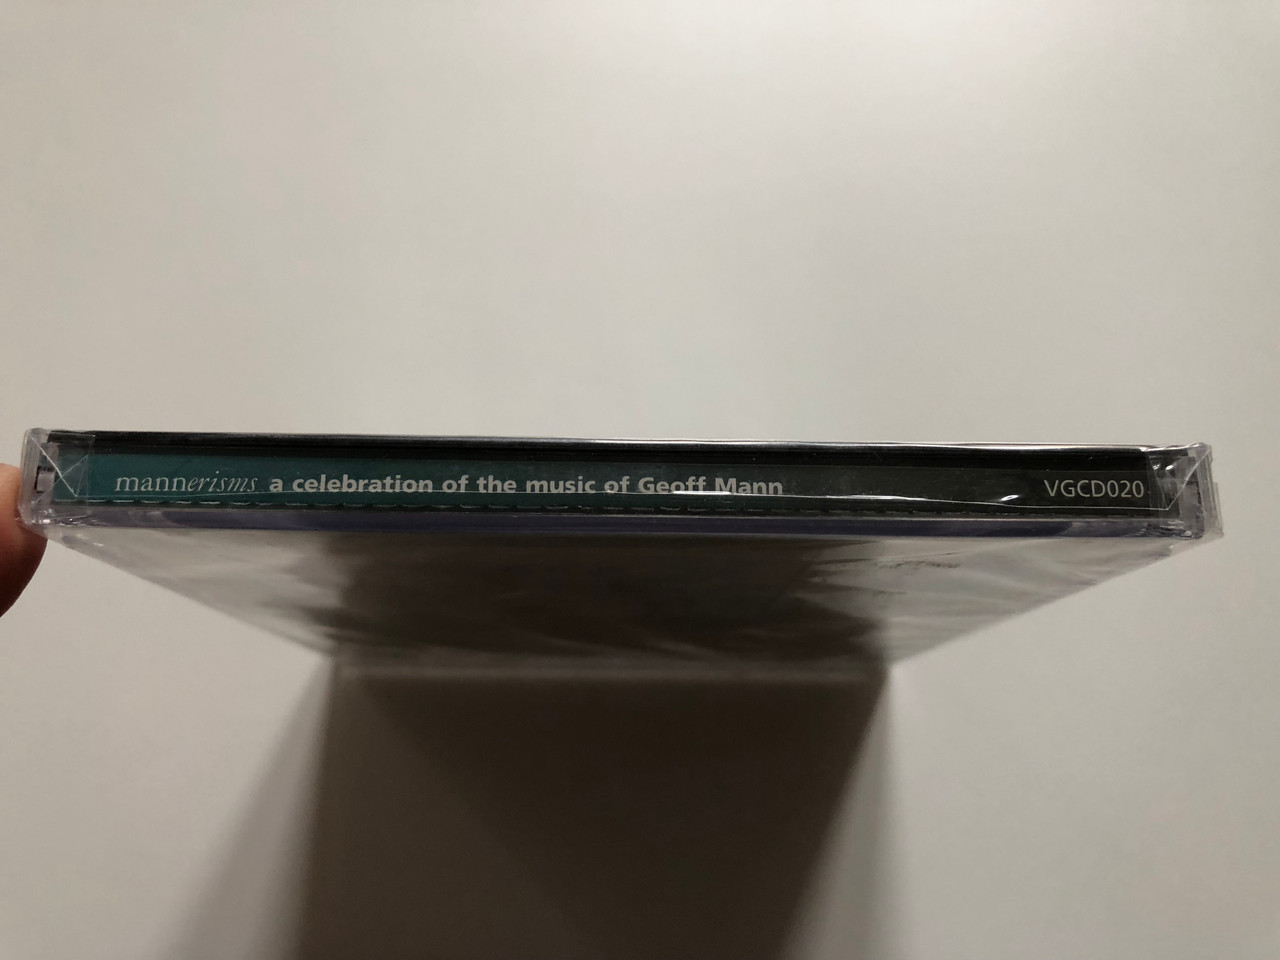 mannerisms a celebration of the music of Geoff Mann VGCD020